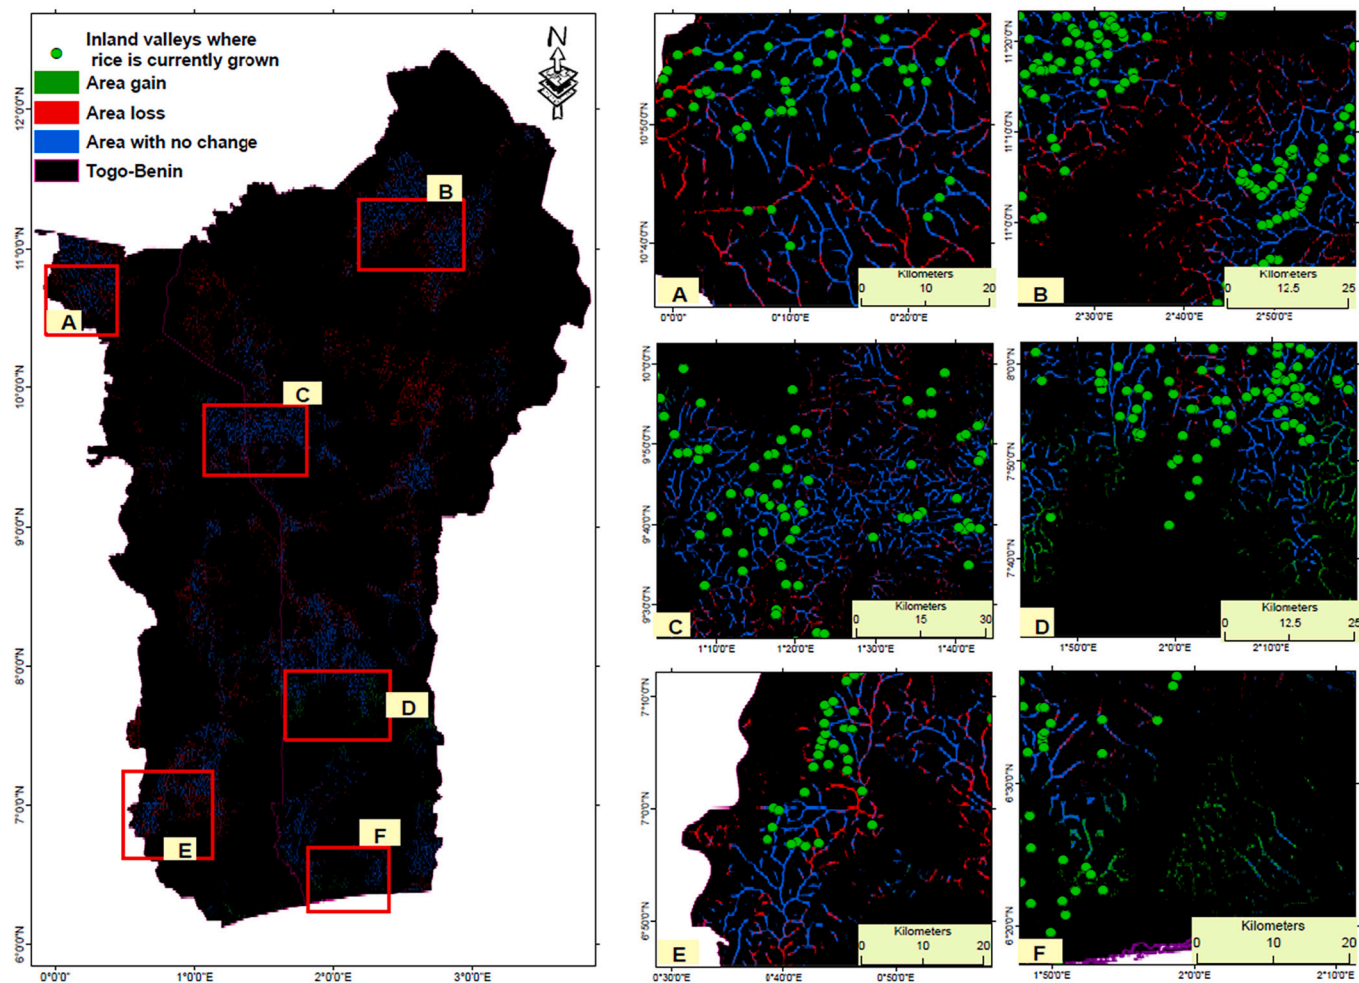 Inland valleys where
rice is currently grown
Area gain
Area loss
Area with no change
Togo-Benin
N
12°0'0"N
11°0'0"N
10°0'0"N
9°0'0"N
8°0'0"N
7°0'0"N
6°0'0"N
0°0'0"
1°0'0"E
2°0'0"E
3°0'0"E
A
B
C
D
E
F
10°50'0"N
10°40'0"N
A
Kilometers
0 10 20
0°0'0"
0°10'0"E
0°20'0"E
11°20'0"N
11°10'0"N
11°0'0"N
B
Kilometers
0 12.5 25
2°30'0"E
2°40'0"E
2°50'0"E
10°0'0"N
9°50'0"N
9°40'0"N
9°30'0"N
C
Kilometers
0 15 30
1°10'0"E
1°20'0"E
1°30'0"E
1°40'0"E
8°0'0"N
7°50'0"N
7°40'0"N
D
Kilometers
0 12.5 25
1°50'0"E
2°0'0"E
2°10'0"E
7°10'0"N
7°0'0"N
6°50'0"N
E
Kilometers
0 10 20
0°30'0"E
0°40'0"E
0°50'0"E
6°30'0"N
6°20'0"N
F
Kilometers
0 10 20
1°50'0"E
2°0'0"E
2°10'0"E